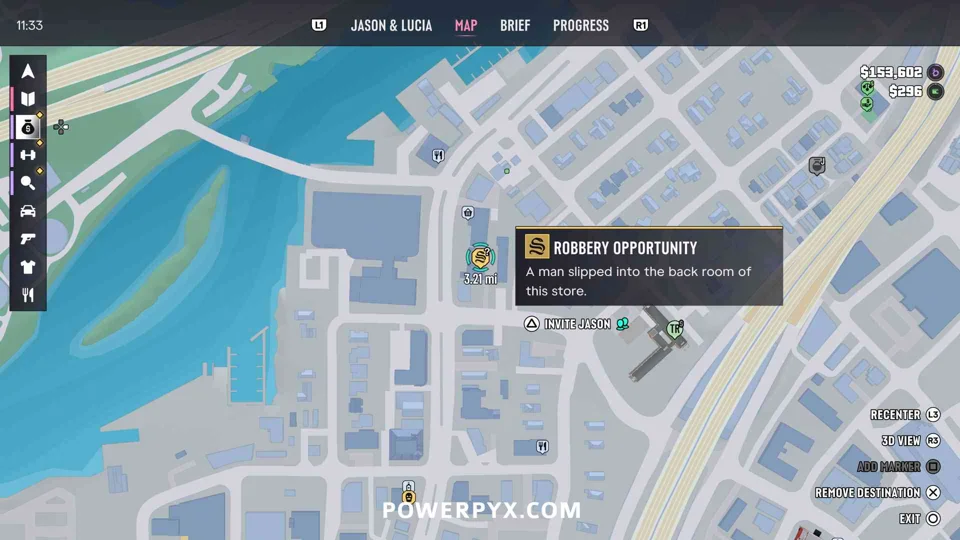 11:33
L1 JASON & LUCIA MAP BRIEF PROGRESS R1
$153,602
$296
ROBBERY OPPORTUNITY
A man slipped into the back room of
this store.
3.21 mi
INVITE JASON
TR
RECENTER L3
3D VIEW R3
ADD MARKER
REMOVE DESTINATION
EXIT
POWERPYX.COM